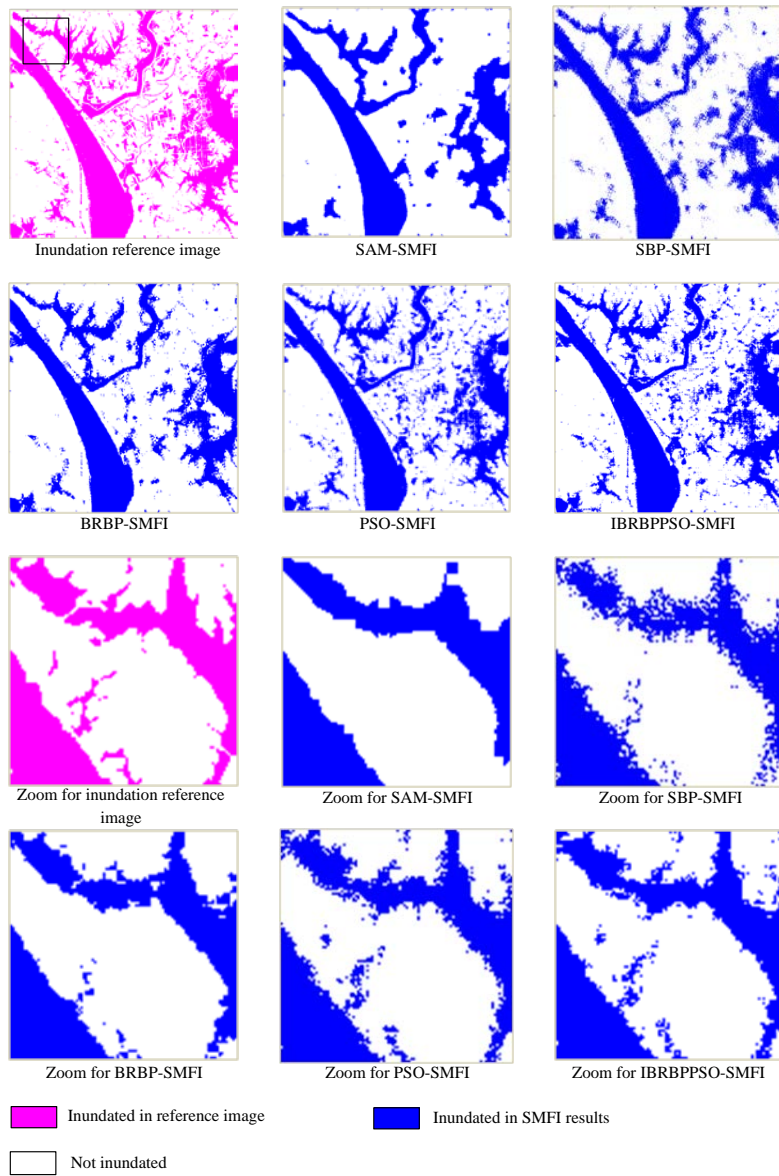 Inundation reference image
SAM-SMFI
SBP-SMFI
BRBP-SMFI
PSO-SMFI
IBRBPPSO-SMFI
Zoom for inundation reference
image
Zoom for SAM-SMFI
Zoom for SBP-SMFI
Zoom for BRBP-SMFI
Zoom for PSO-SMFI
Zoom for IBRBPPSO-SMFI
Inundated in reference image
Inundated in SMFI results
Not inundated